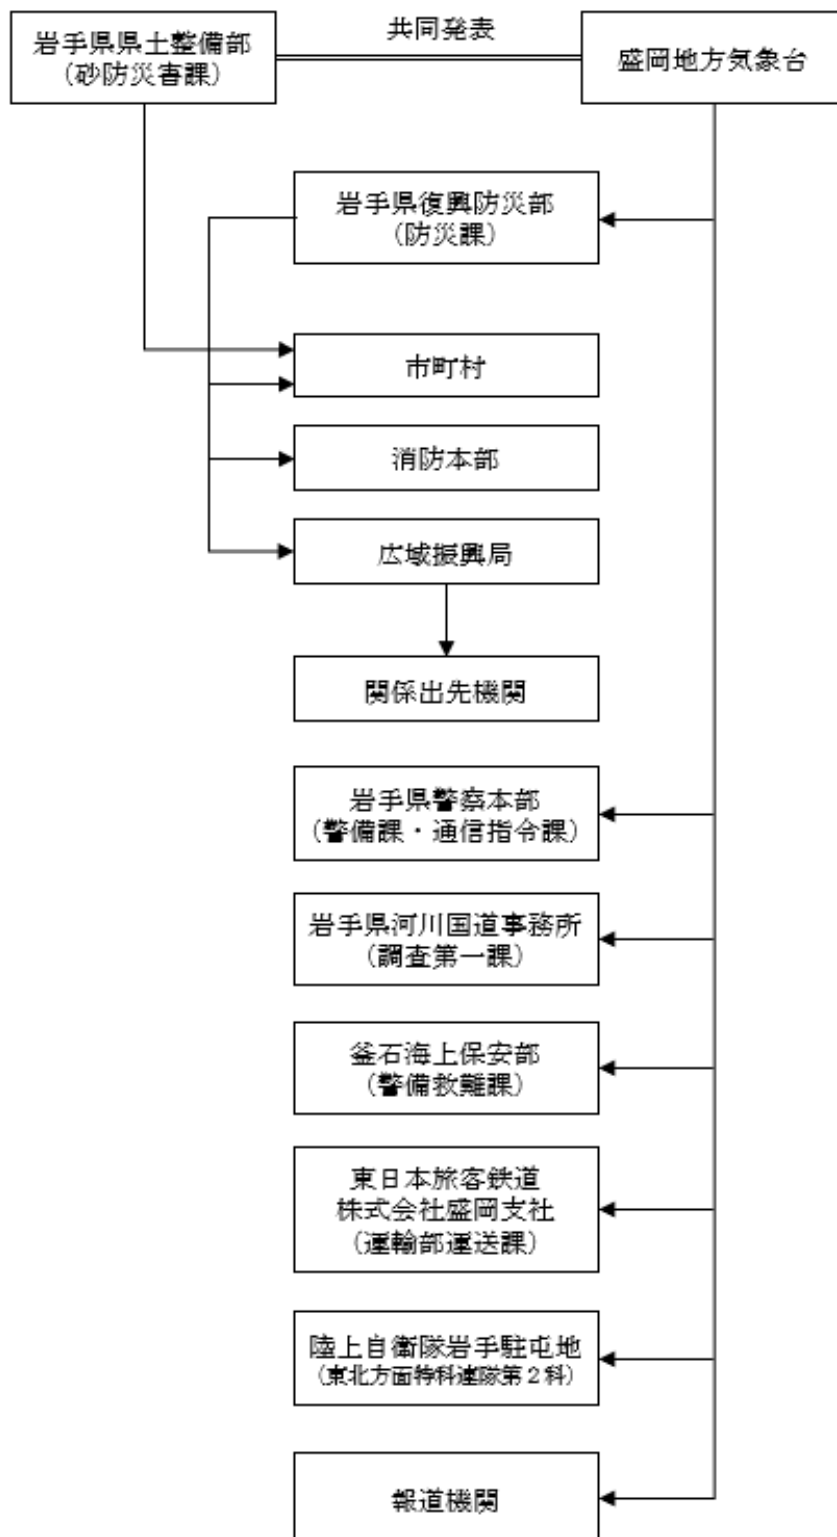 岩手県県土整備部
(砂防災害課)
共同発表
盛岡地方気象台
岩手県復興防災部
(防災課)
市町村
消防本部
広域振興局
関係出先機関
岩手県警察本部
(警備課・通信指令課)
岩手県河川国道事務所
(調査第一課)
釜石海上保安部
(警備救難課)
東日本旅客鉄道
株式会社盛岡支社
(運輸部運送課)
陸上自衛隊岩手駐屯地
(東北方面特科連隊第2科)
報道機関